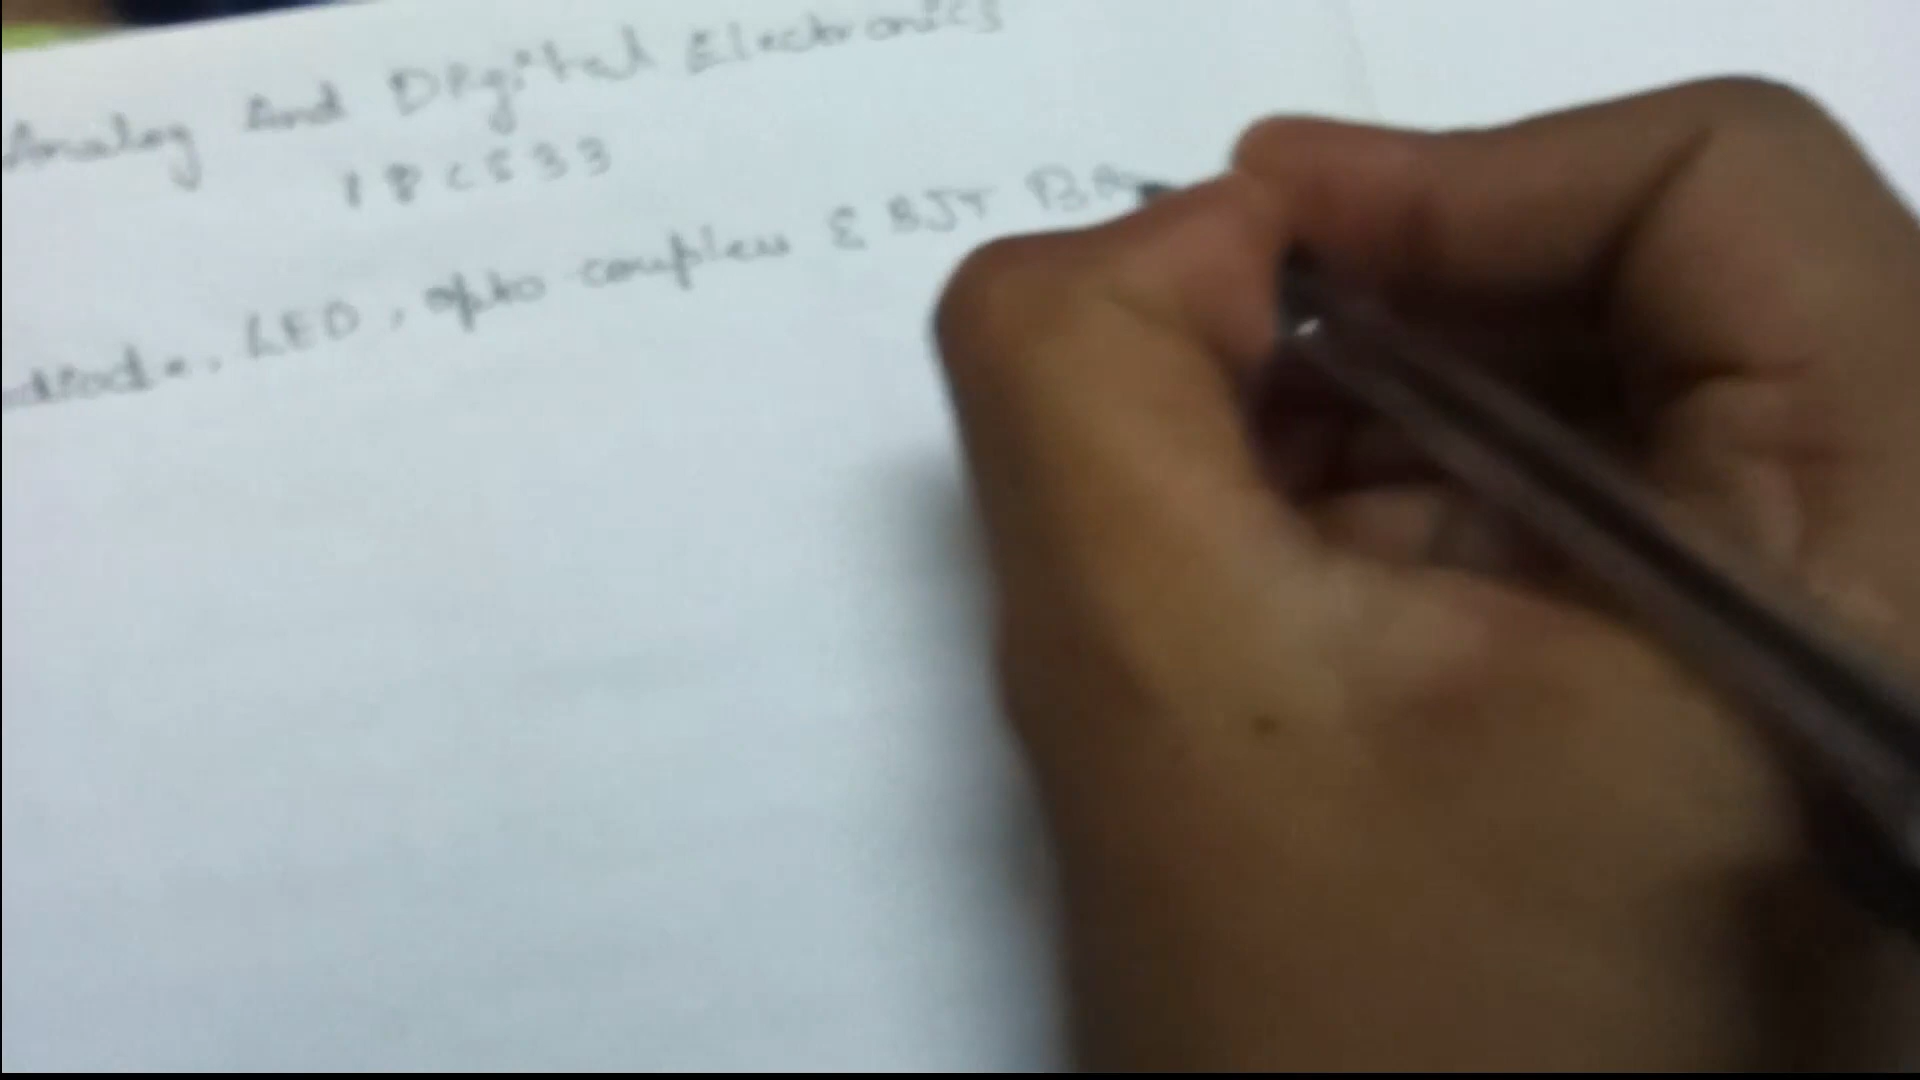 Analog And Digital Electronics
18CS33
diode, LED, opto coupler & BJT